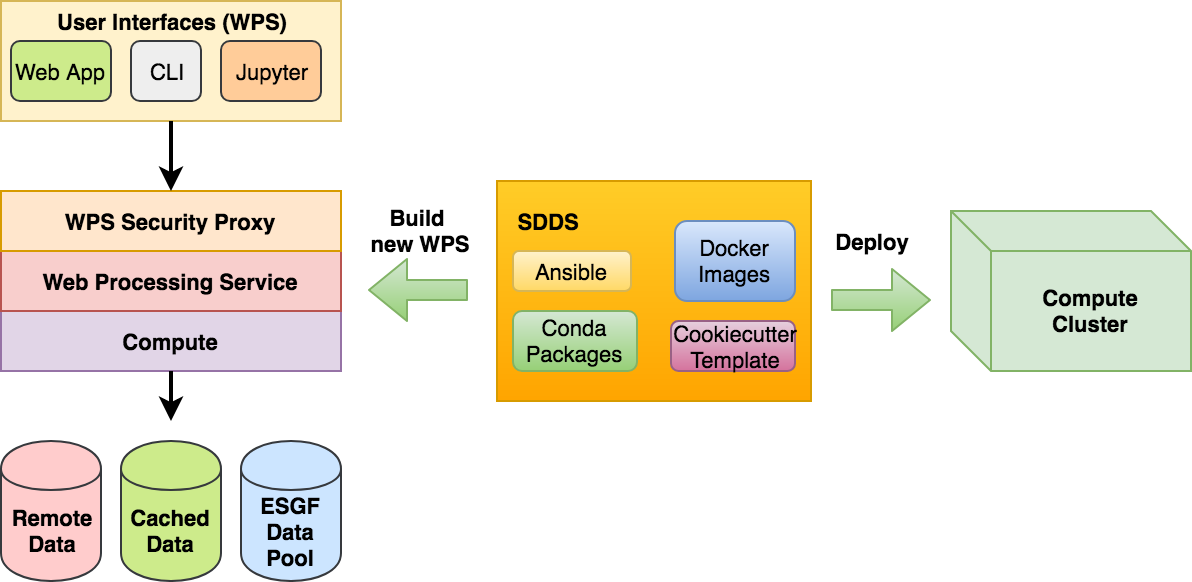 User Interfaces (WPS)
Web App
CLI
Jupyter
WPS Security Proxy
Web Processing Service
Compute
Remote
Data
Cached
Data
ESGF
Data
Pool
Build
new WPS
SDDS
Ansible
Docker
Images
Conda
Packages
Cookiecutter
Template
Deploy
Compute
Cluster